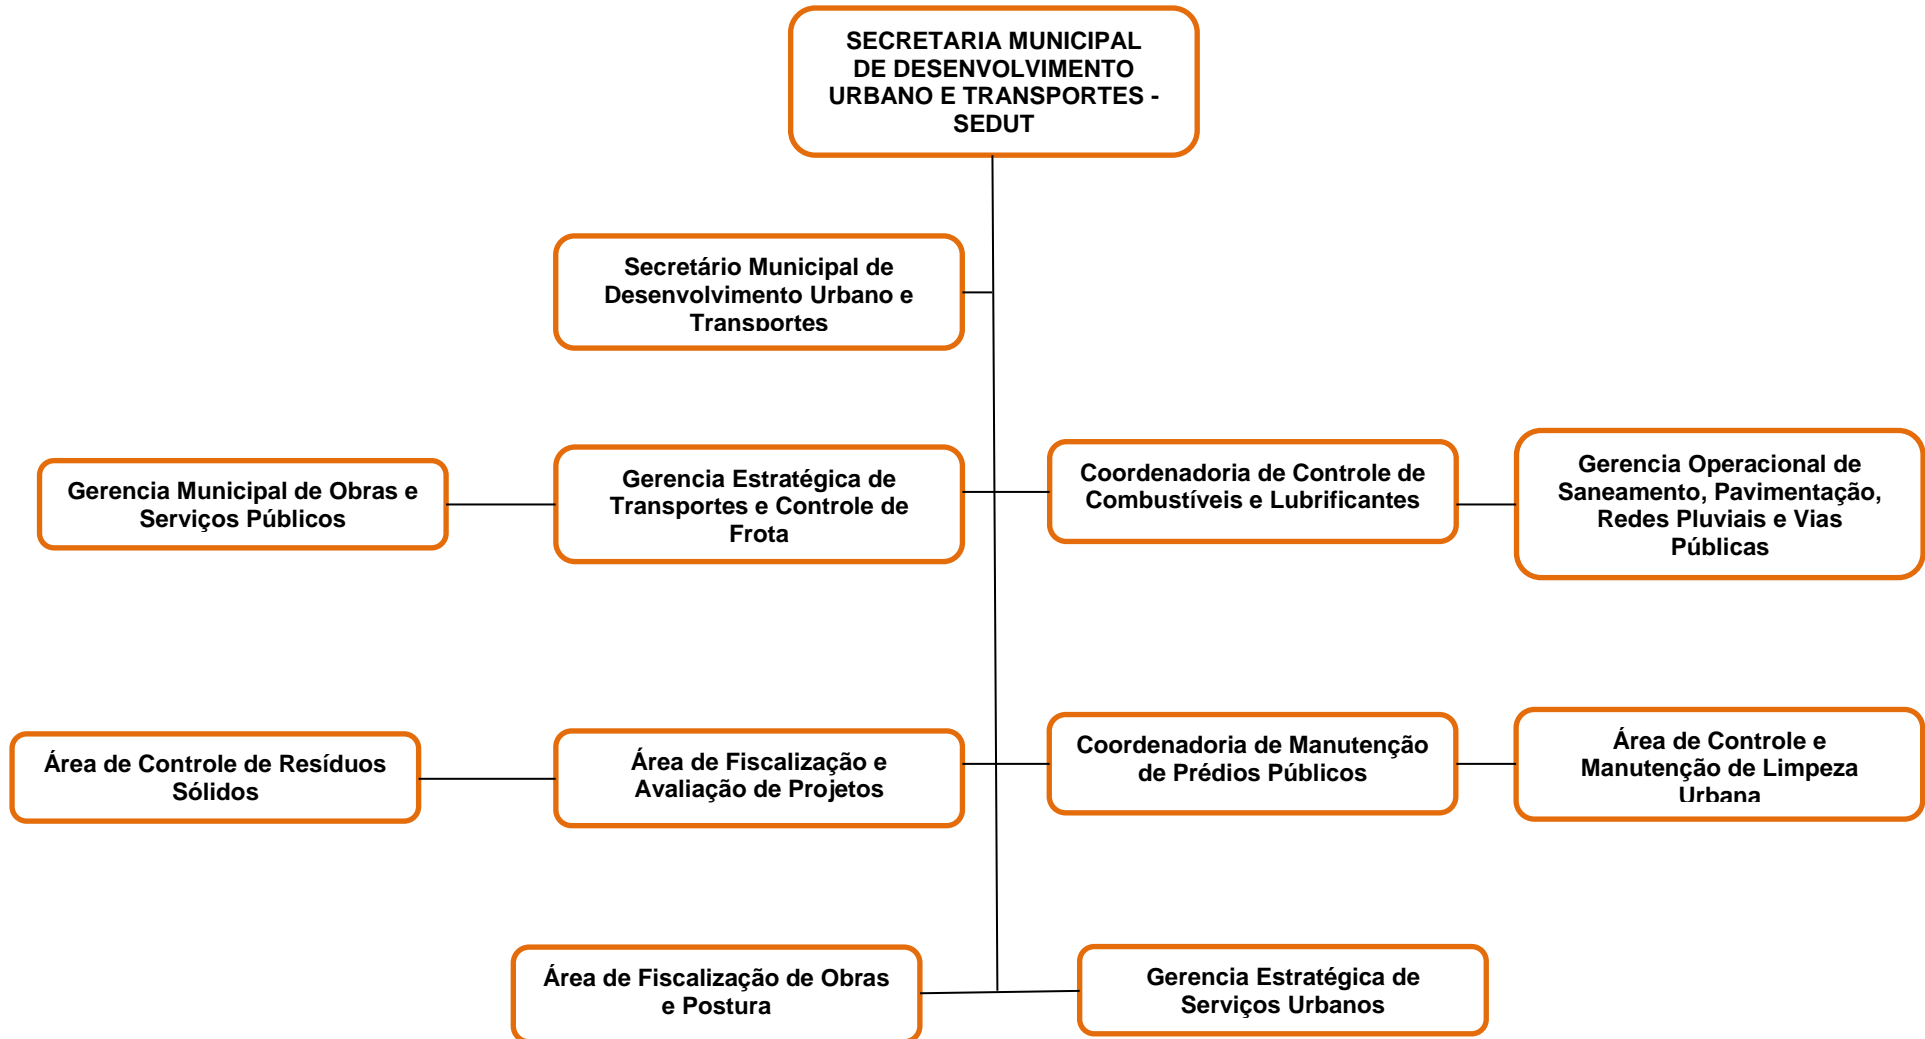 SECRETARIA MUNICIPAL
DE DESENVOLVIMENTO
URBANO E TRANSPORTES -
SEDUT
Secretário Municipal de
Desenvolvimento Urbano e
Transportes
Gerencia Municipal de Obras e
Serviços Públicos
Gerencia Estratégica de
Transportes e Controle de
Frota
Coordenadoria de Controle de
Combustíveis e Lubrificantes
Gerencia Operacional de
Saneamento, Pavimentação,
Redes Pluviais e Vias
Públicas
Área de Controle de Resíduos
Sólidos
Área de Fiscalização e
Avaliação de Projetos
Coordenadoria de Manutenção
de Prédios Públicos
Área de Controle e
Manutenção de Limpeza
Urbana
Área de Fiscalização de Obras
e Postura
Gerencia Estratégica de
Serviços Urbanos